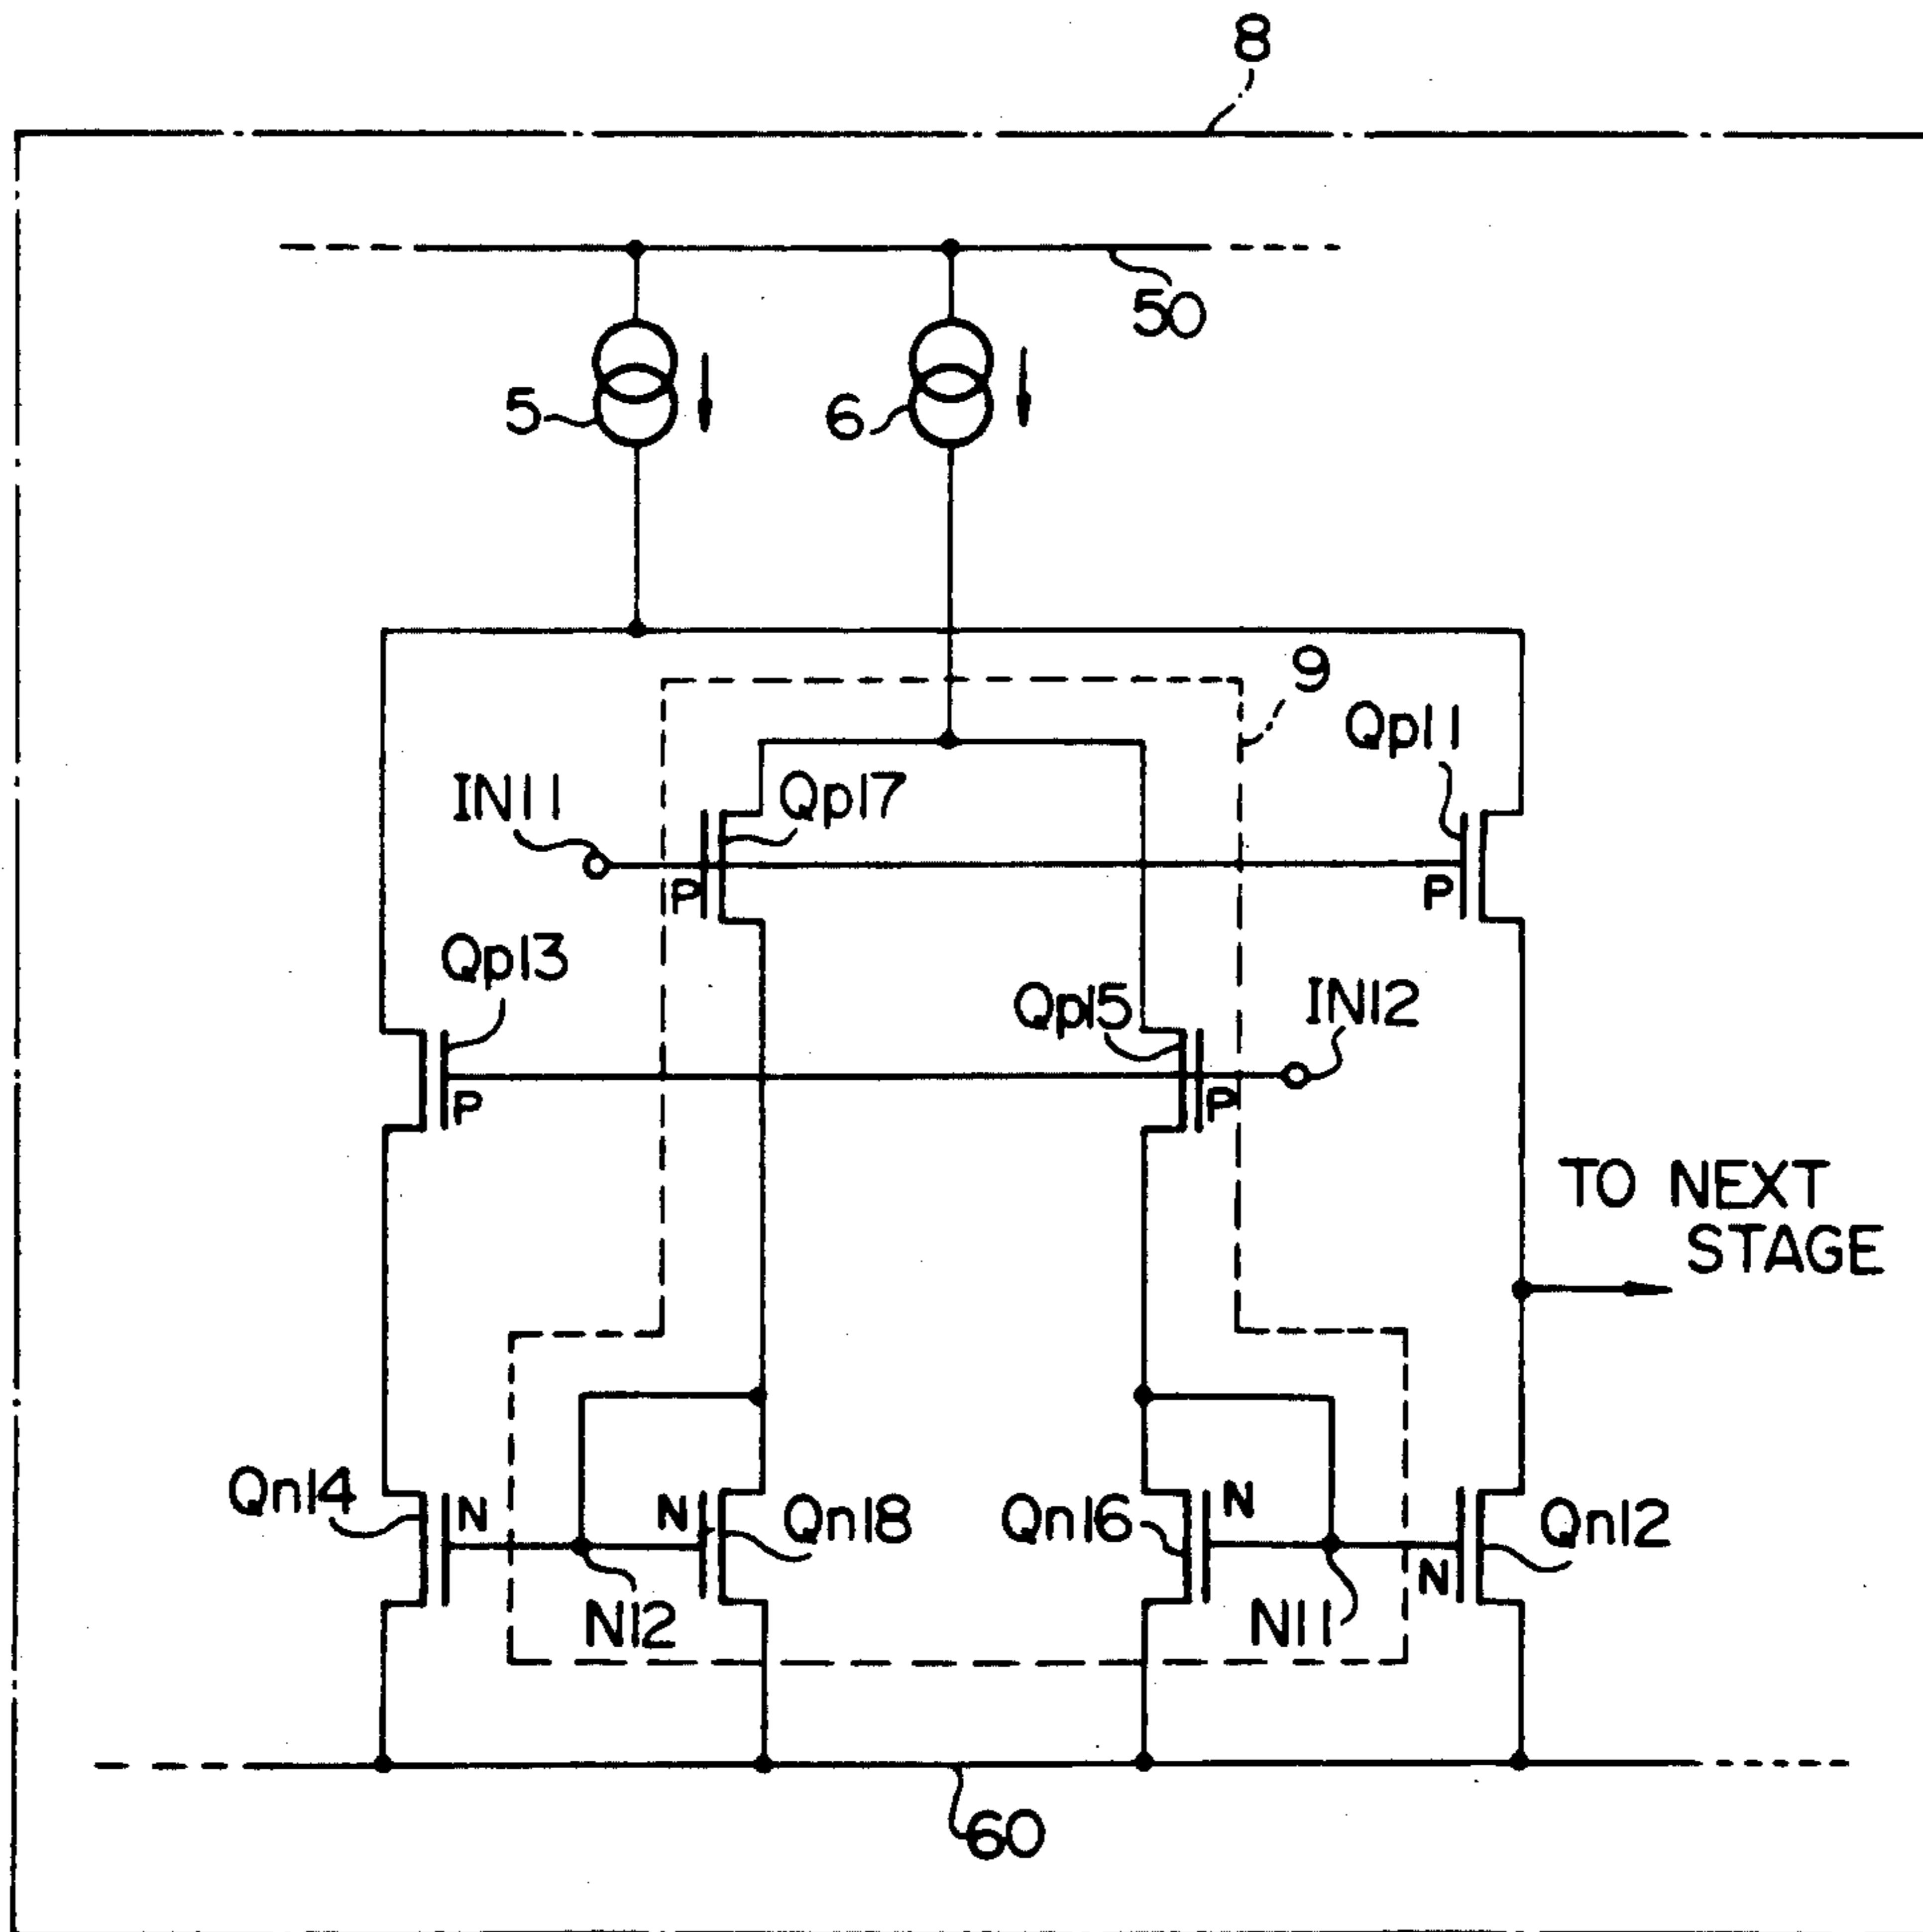 8
50
5
6
9
Qp11
IN11
Qp17
P
P
Qp13
Qp15
IN12
P
P
TO NEXT
STAGE
Qn14
N
N
Qn18
Qn16
N
Qn12
N
N12
N11
60